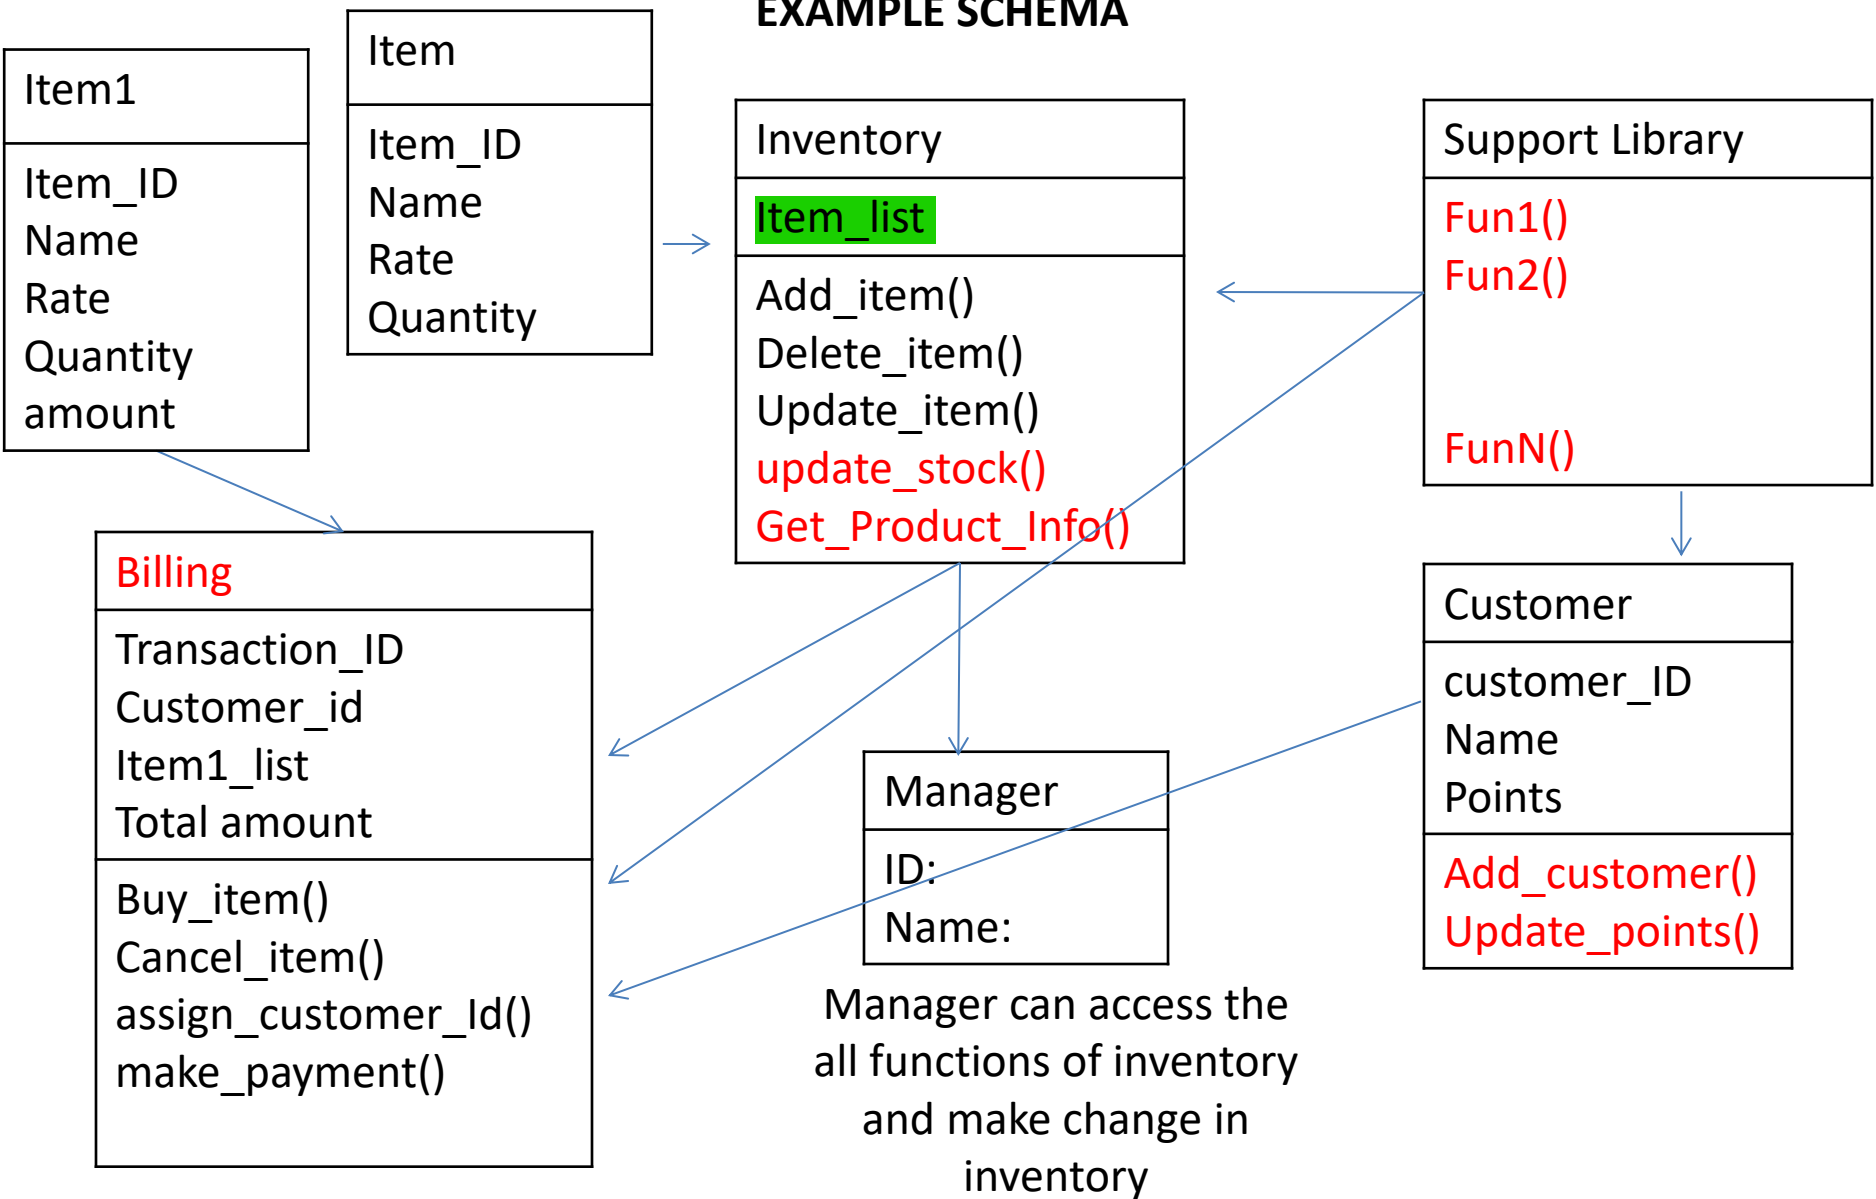 EXAMPLE SCHEMA
Item1
Item_ID
Name
Rate
Quantity
amount
Item
Item_ID
Name
Rate
Quantity
Inventory
Item_list
Add_item()
Delete_item()
Update_item()
update_stock()
Get_Product_Info()
Support Library
Fun1()
Fun2()
FunN()
Billing
Transaction_ID
Customer_id
Item1_list
Total amount
Buy_item()
Cancel_item()
assign_customer_Id()
make_payment()
Manager
ID:
Name:
Manager can access the
all functions of inventory
and make change in
inventory
Customer
customer_ID
Name
Points
Add_customer()
Update_points()